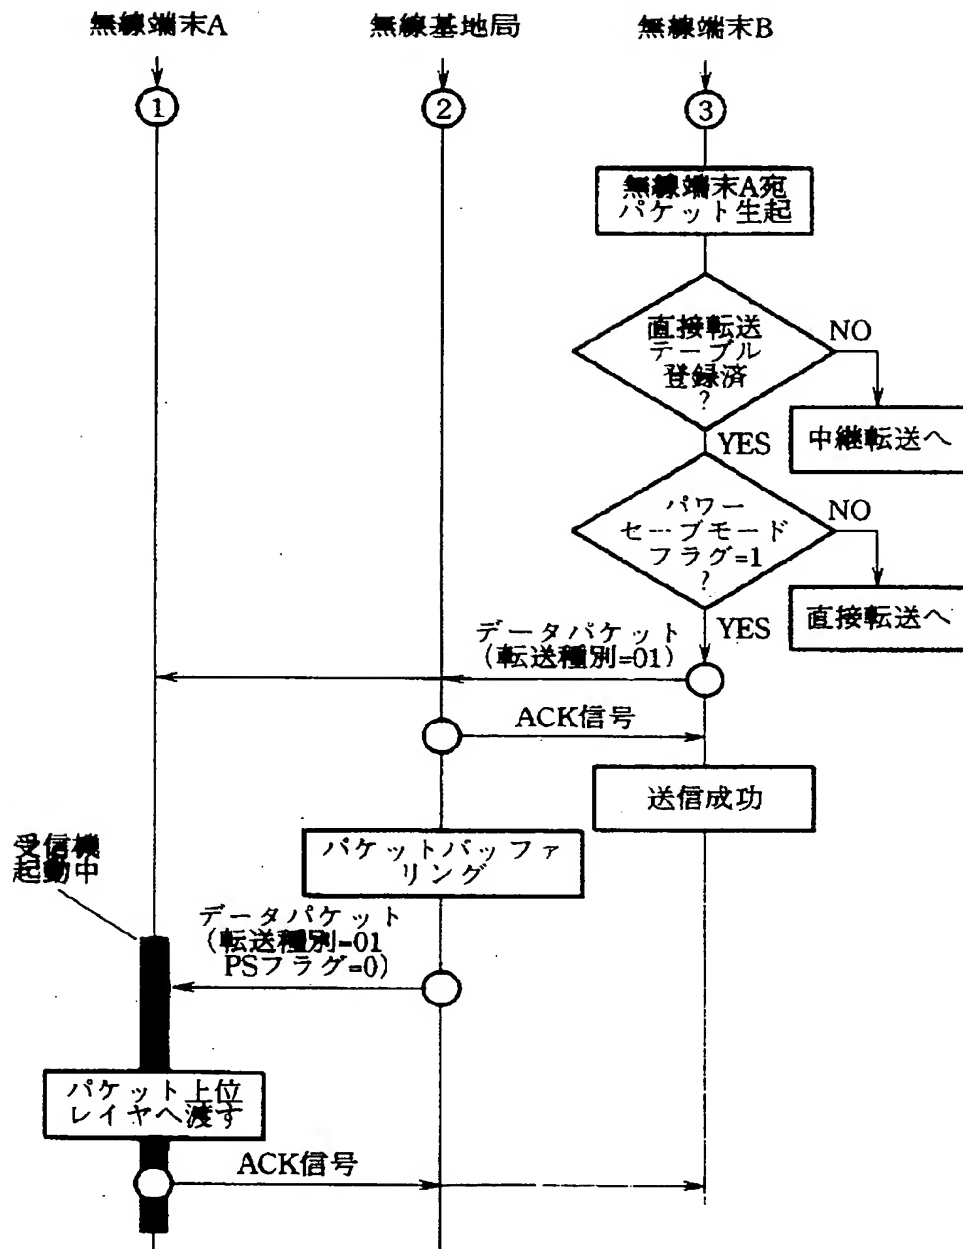 無線端末A
無線基地局
無線端末B
1
2
3
無線端末A宛
パケット生起
直接転送
テーブル
登録済
?
NO
中継転送へ
YES
パワー
セーブモード
フラグ=1
?
NO
直接転送へ
YES
データパケット
(転送種別=01)
ACK信号
送信成功
パケットバッファ
リング
受信機
起動中
データパケット
(転送種別=01
PSフラグ=0)
パケット上位
レイヤへ渡す
ACK信号